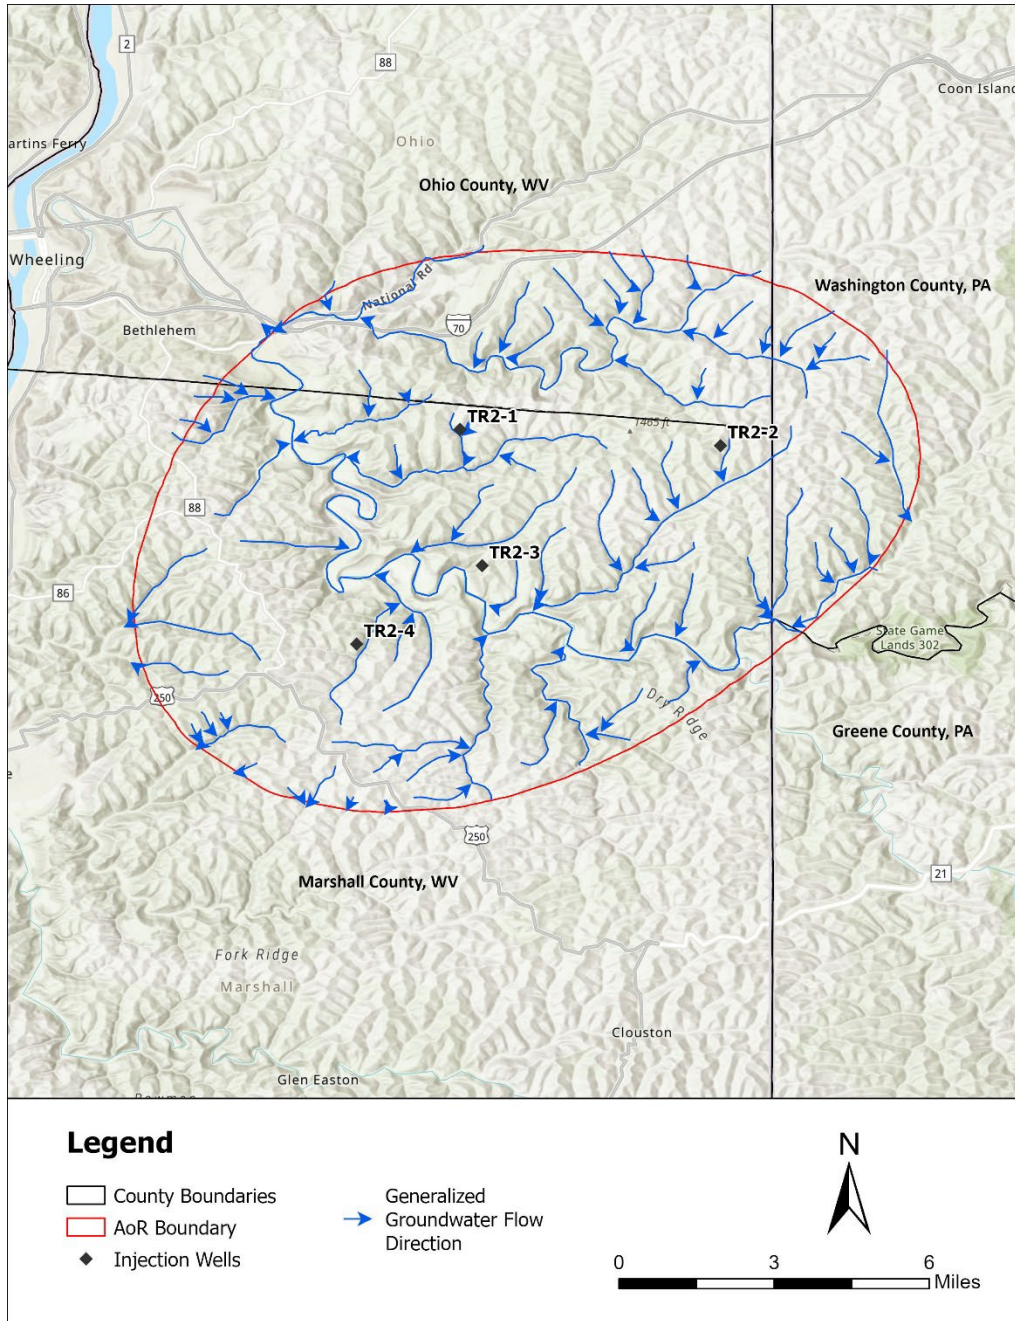 2
88
Coon Island
artins Ferry
Ohio
Ohio County, WV
Wheeling
National Rd
Washington County, PA
Bethlehem
70
TR2-1
1465 ft
TR2-2
88
TR2-3
86
TR2-4
State Game
Lands 302
250
Dry Ridge
Greene County, PA
e
250
21
Marshall County, WV
Fork Ridge
Marshall
Clouston
Glen Easton
Legend
N
County Boundaries
AoR Boundary
Injection Wells
Generalized
Groundwater Flow
Direction
0 3 6
Miles